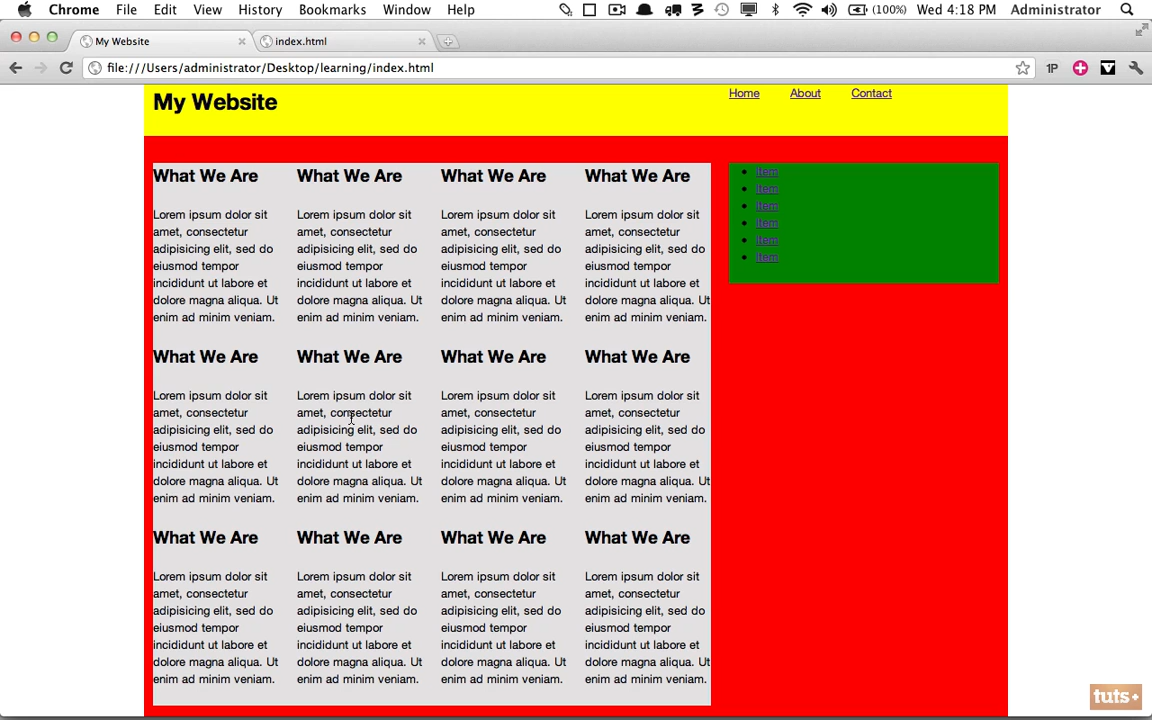 Chrome File Edit View History Bookmarks Window Help (100%) Wed 4:18 PM Administrator
My Website index.html
file:///Users/administrator/Desktop/learning/index.html 1P
My Website Home About Contact
What We Are What We Are What We Are What We Are
Lorem ipsum dolor sit Lorem ipsum dolor sit Lorem ipsum dolor sit Lorem ipsum dolor sit
amet, consectetur amet, consectetur amet, consectetur amet, consectetur
adipisicing elit, sed do adipisicing elit, sed do adipisicing elit, sed do adipisicing elit, sed do
eiusmod tempor eiusmod tempor eiusmod tempor eiusmod tempor
incididunt ut labore et incididunt ut labore et incididunt ut labore et incididunt ut labore et
dolore magna aliqua. Ut dolore magna aliqua. Ut dolore magna aliqua. Ut dolore magna aliqua. Ut
enim ad minim veniam. enim ad minim veniam. enim ad minim veniam. enim ad minim veniam.
What We Are What We Are What We Are What We Are
Lorem ipsum dolor sit Lorem ipsum dolor sit Lorem ipsum dolor sit Lorem ipsum dolor sit
amet, consectetur amet, consectetur amet, consectetur amet, consectetur
adipisicing elit, sed do adipisicing elit, sed do adipisicing elit, sed do adipisicing elit, sed do
eiusmod tempor eiusmod tempor eiusmod tempor eiusmod tempor
incididunt ut labore et incididunt ut labore et incididunt ut labore et incididunt ut labore et
dolore magna aliqua. Ut dolore magna aliqua. Ut dolore magna aliqua. Ut dolore magna aliqua. Ut
enim ad minim veniam. enim ad minim veniam. enim ad minim veniam. enim ad minim veniam.
What We Are What We Are What We Are What We Are
Lorem ipsum dolor sit Lorem ipsum dolor sit Lorem ipsum dolor sit Lorem ipsum dolor sit
amet, consectetur amet, consectetur amet, consectetur amet, consectetur
adipisicing elit, sed do adipisicing elit, sed do adipisicing elit, sed do adipisicing elit, sed do
eiusmod tempor eiusmod tempor eiusmod tempor eiusmod tempor
incididunt ut labore et incididunt ut labore et incididunt ut labore et incididunt ut labore et
dolore magna aliqua. Ut dolore magna aliqua. Ut dolore magna aliqua. Ut dolore magna aliqua. Ut
enim ad minim veniam. enim ad minim veniam. enim ad minim veniam. enim ad minim veniam.
Item
Item
Item
Item
Item
Item
tuts+